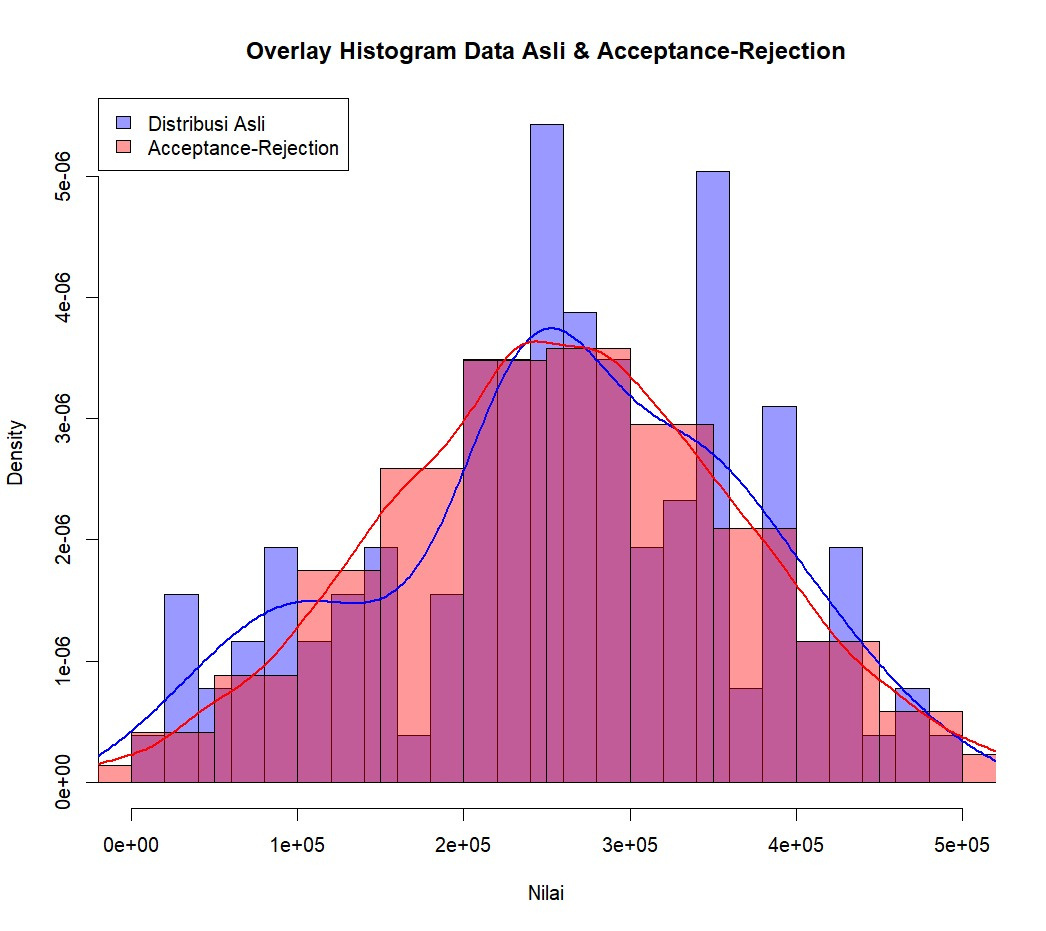 Overlay Histogram Data Asli & Acceptance-Rejection
Distribusi Asli
Acceptance-Rejection
5e-06
4e-06
3e-06
2e-06
1e-06
0e+00
Density
0e+00 1e+05 2e+05 3e+05 4e+05 5e+05
Nilai